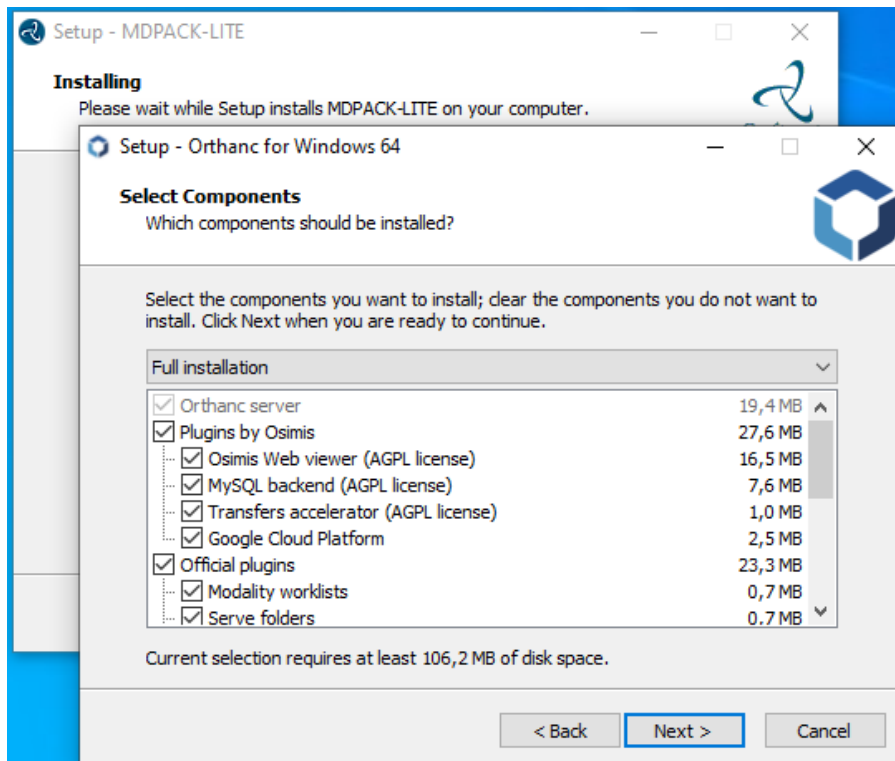 Setup - MDPACK-LITE
Installing
Please wait while Setup installs MDPACK-LITE on your computer.
Setup - Orthanc for Windows 64
Select Components
Which components should be installed?
Select the components you want to install; clear the components you do not want to
install. Click Next when you are ready to continue.
Full installation
Orthanc server 19,4 MB
Plugins by Osimis 27,6 MB
Osimis Web viewer (AGPL license) 16,5 MB
MySQL backend (AGPL license) 7,6 MB
Transfers accelerator (AGPL license) 1,0 MB
Google Cloud Platform 2,5 MB
Official plugins 23,3 MB
Modality worklists 0,7 MB
Serve folders 0,7 MB
Current selection requires at least 106,2 MB of disk space.
< Back Next > Cancel